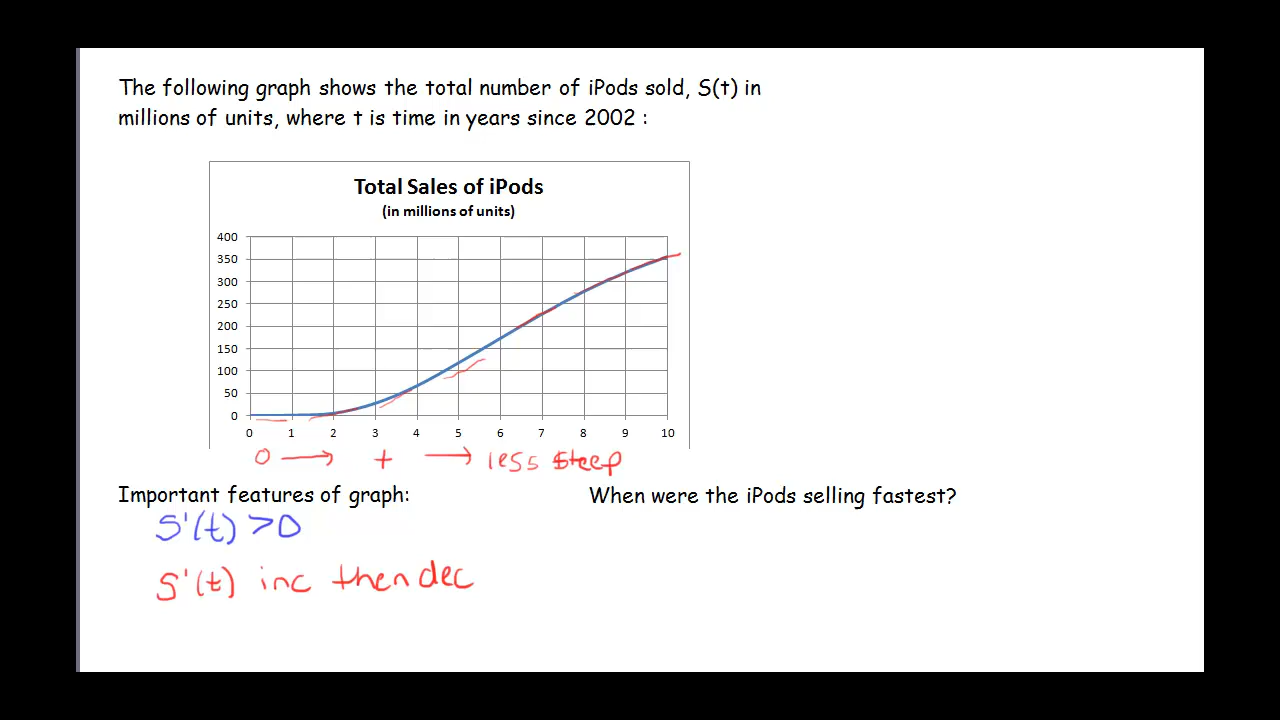 The following graph shows the total number of iPods sold, S(t) in
millions of units, where t is time in years since 2002 :
Total Sales of iPods
(in millions of units)
400
350
300
250
200
150
100
50
0
0 1 2 3 4 5 6 7 8 9 10
0 → + → less steep
Important features of graph:
When were the iPods selling fastest?
S'(t) >0
S'(t) inc then dec